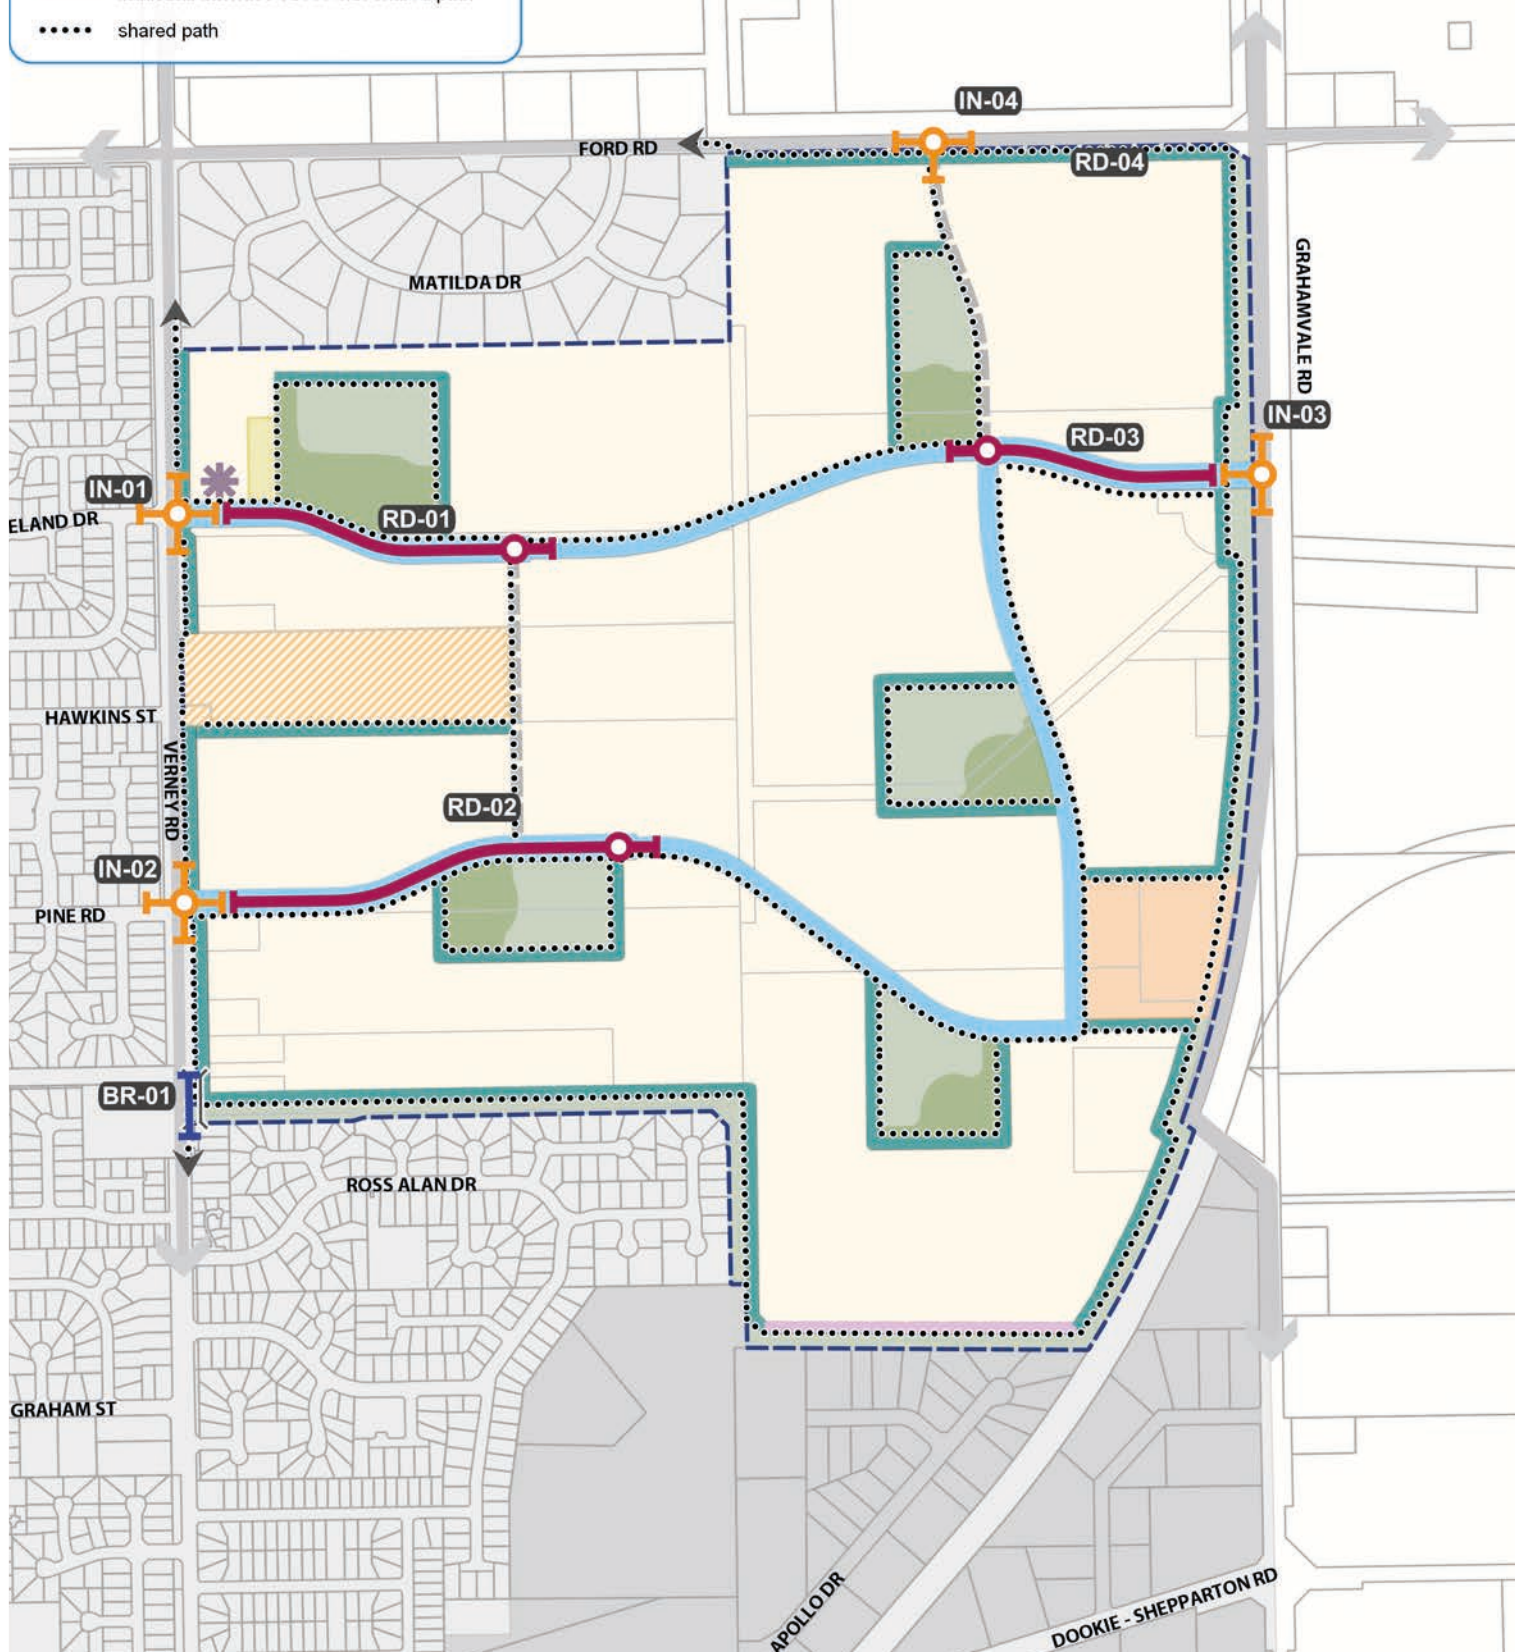 shared path
IN-04
FORD RD
RD-04
GRAHAMVALE RD
MATILDA DR
IN-03
RD-03
IN-01
ELAND DR
RD-01
HAWKINS ST
VERNEY RD
RD-02
IN-02
PINE RD
BR-01
ROSS ALAN DR
GRAHAM ST
APOLLO DR
DOOKIE - SHEPPARTON RD